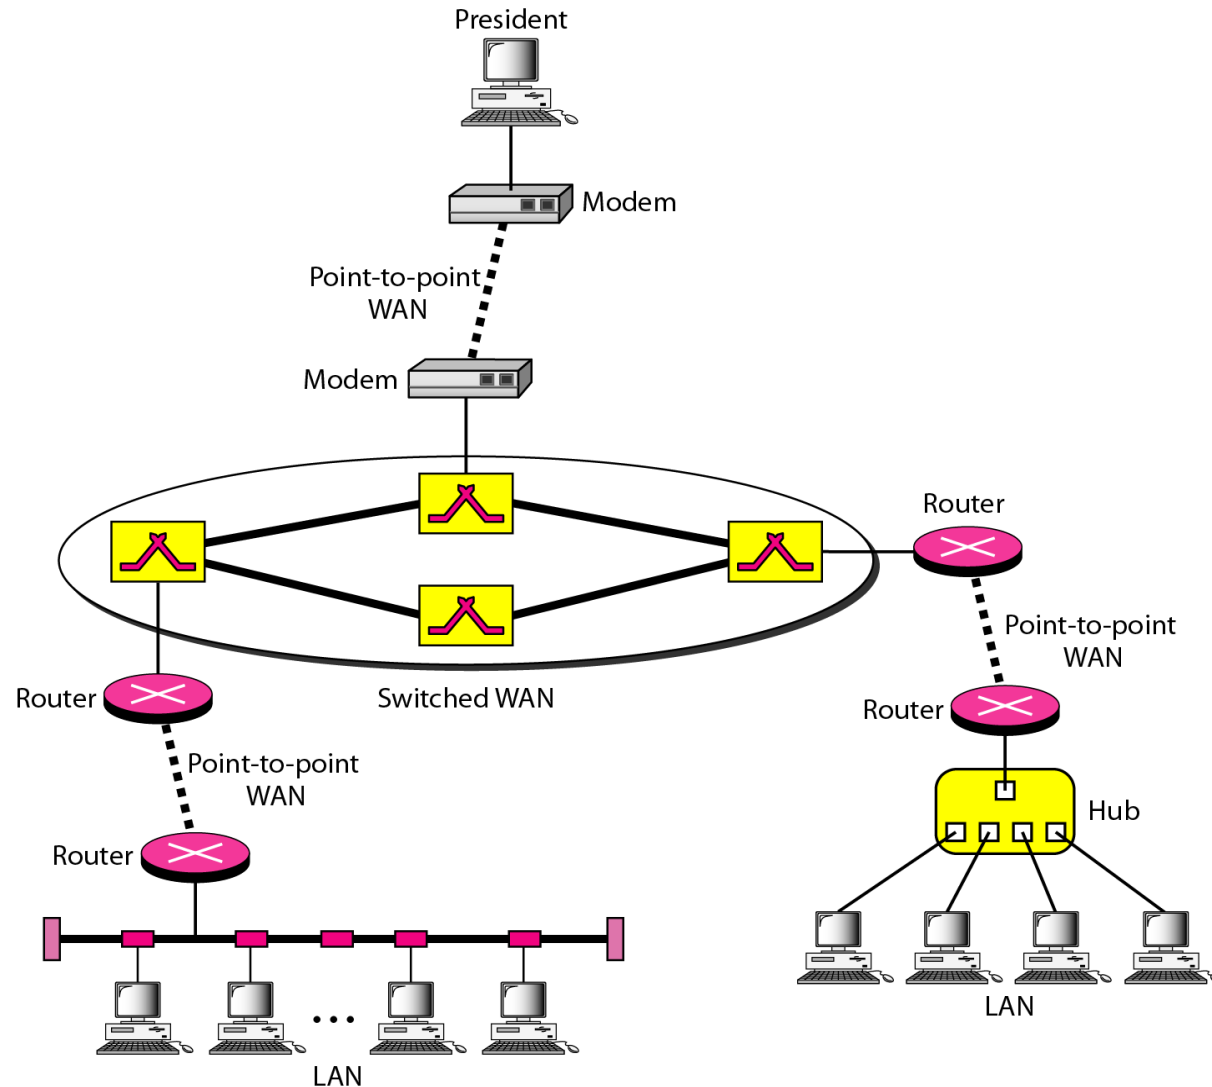 President
Modem
Point-to-point
WAN
Modem
Router
Point-to-point
WAN
Router
Switched WAN
Router
Point-to-point
WAN
Hub
Router
LAN
LAN